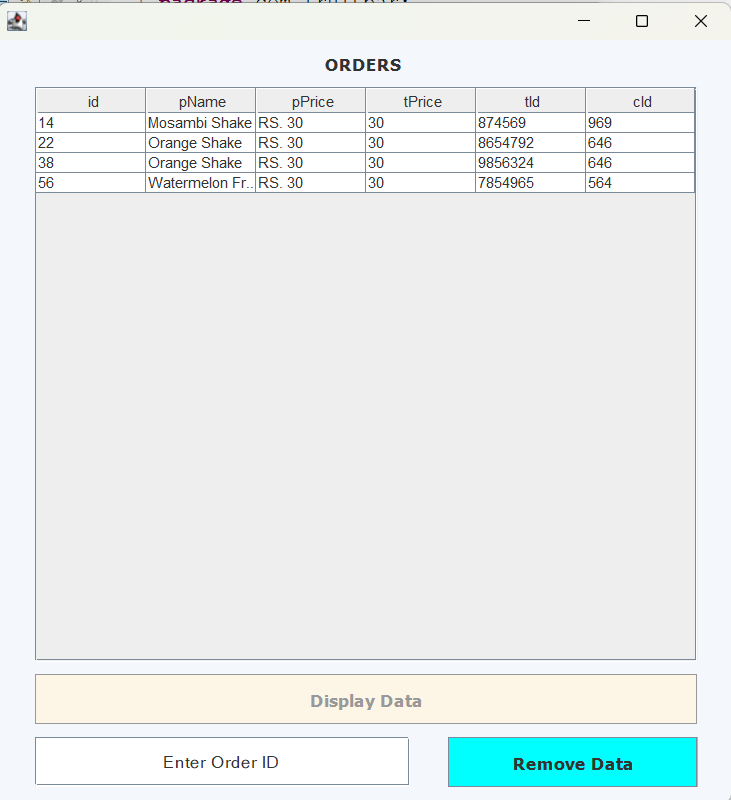 ORDERS
id pName pPrice tPrice tId cId
14 Mosambi Shake RS. 30 30 874569 969
22 Orange Shake RS. 30 30 8654792 646
38 Orange Shake RS. 30 30 9856324 646
56 Watermelon Fr... RS. 30 30 7854965 564
Display Data
Enter Order ID Remove Data